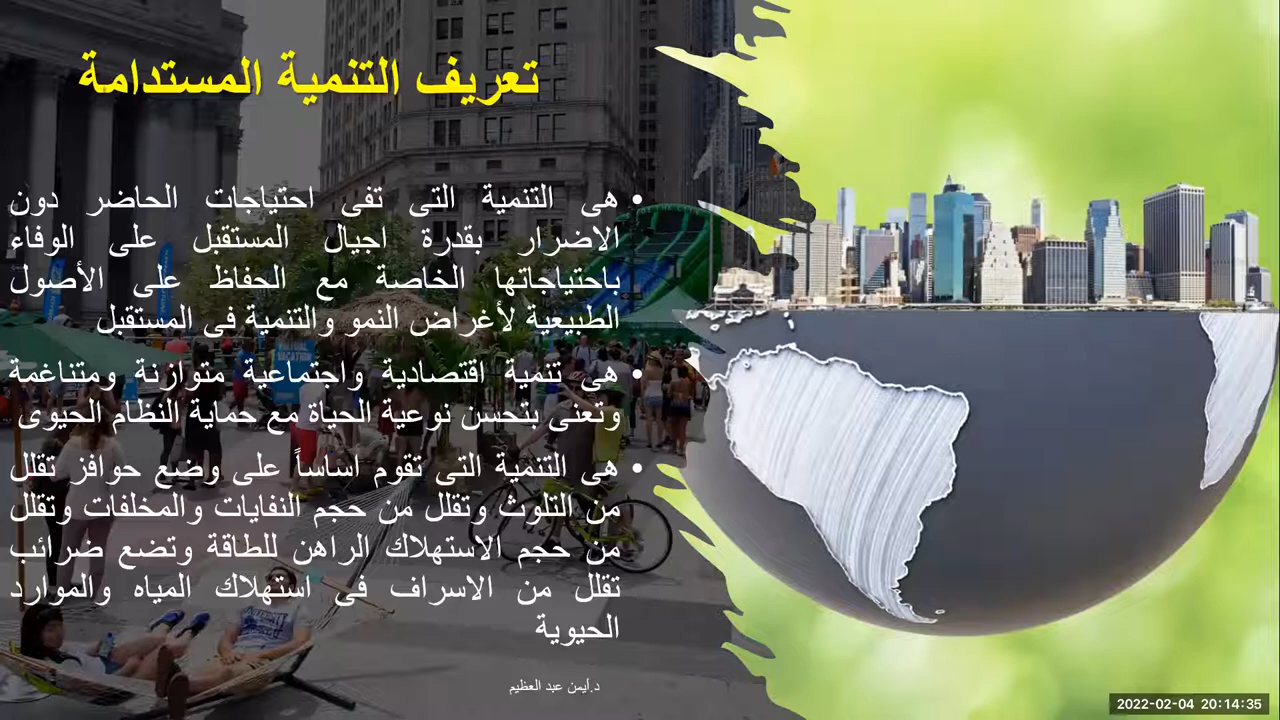 تعريف التنمية المستدامة
• هى التنمية التى تفى احتياجات الحاضر دون
الاضرار بقدرة اجيال المستقبل على الوفاء
باحتياجاتها الخاصة مع الحفاظ على الأصول
الطبيعية لأغراض النمو والتنمية فى المستقبل
• هى تنمية اقتصادية واجتماعية متوازنة ومتناغمة
وتعنى بتحسن نوعية الحياة مع حماية النظام الحيوى
• هى التنمية التى تقوم اساساً على وضع حوافز تقلل
من التلوث وتقلل من حجم النفايات والمخلفات وتقلل
من حجم الاستهلاك الراهن للطاقة وتضع ضرائب
تقلل من الاسراف فى استهلاك المياه والموارد
الحيوية
د.أيمن عبد العظيم
2022-02-04 20:14:35